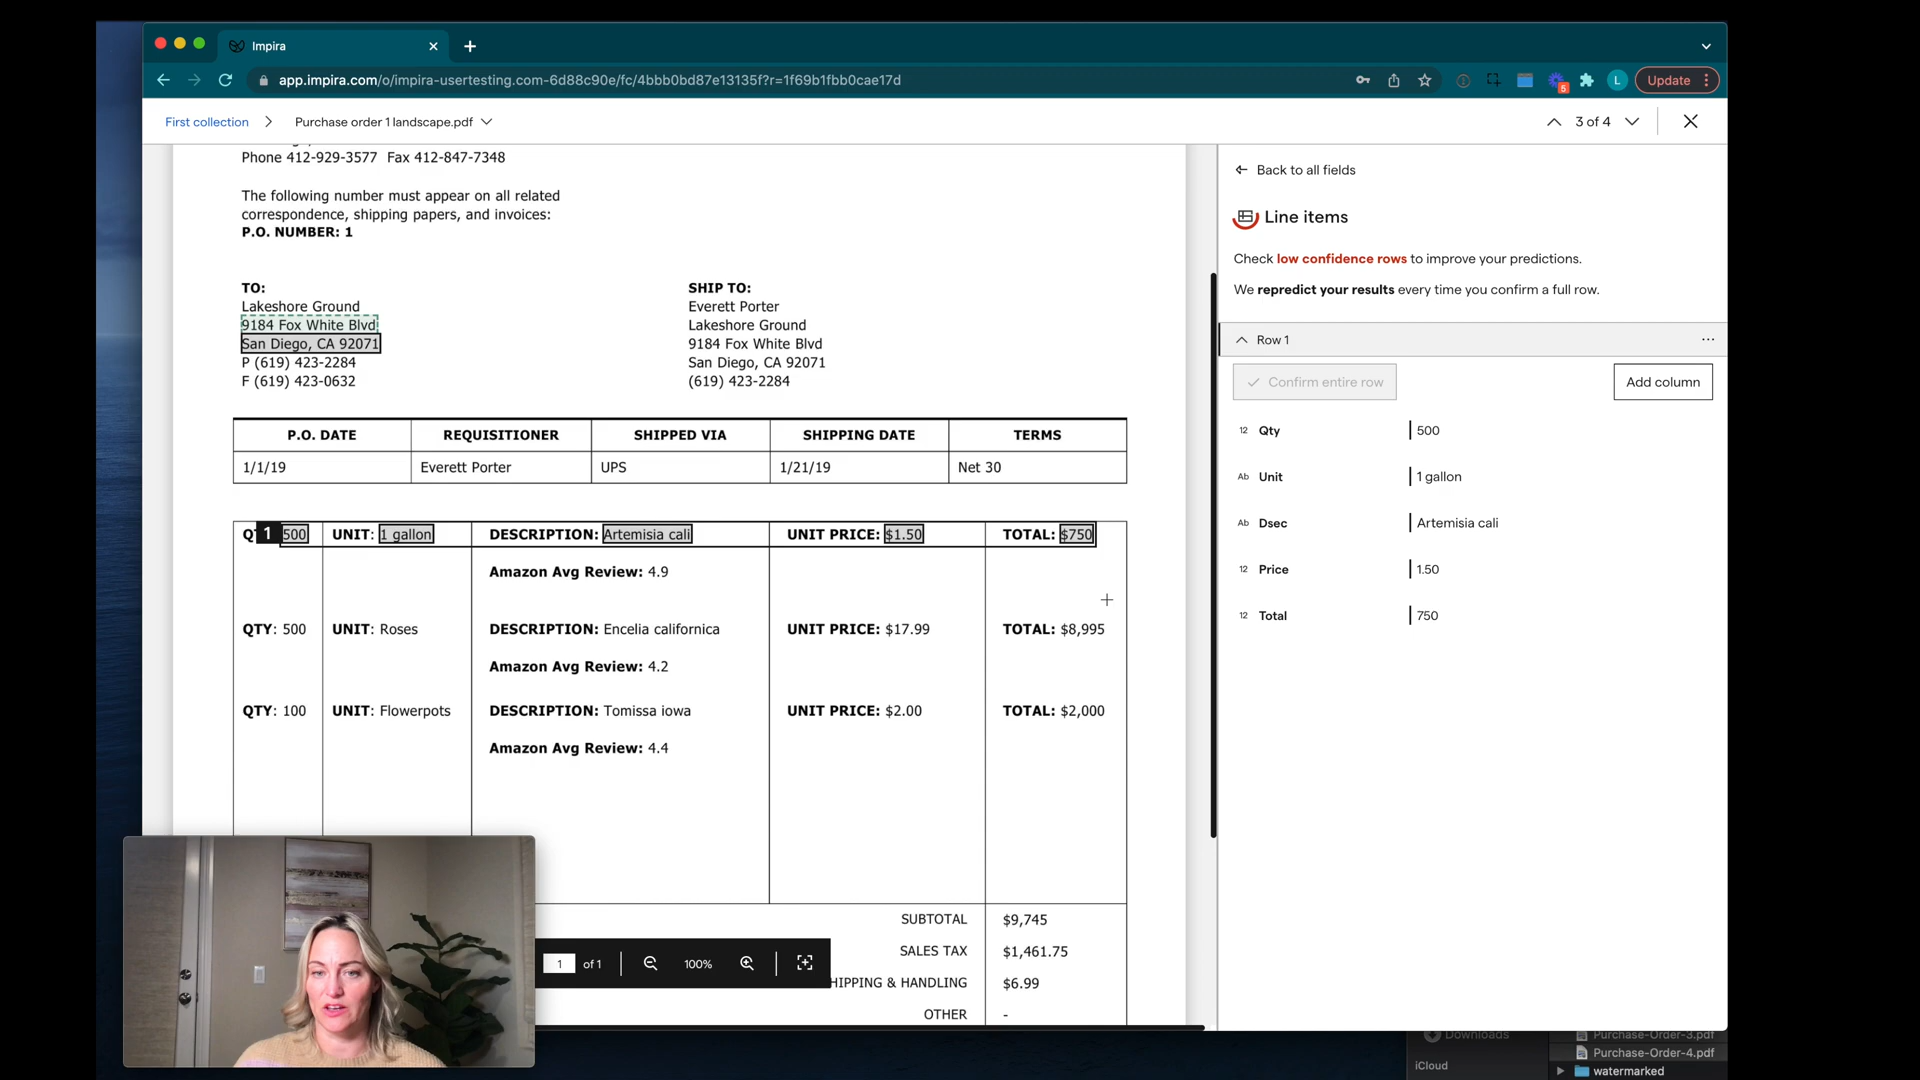 Impira
app.impira.com/o/impira-usertesting.com-6d88c90e/fc/4bbb0bd87e13135f?r=1f69b1fbb0cae17d
5
L
Update
First collection
Purchase order 1 landscape.pdf
3 of 4
Phone 412-929-3577 Fax 412-847-7348
The following number must appear on all related
correspondence, shipping papers, and invoices:
P.O. NUMBER: 1
TO:
Lakeshore Ground
9184 Fox White Blvd
San Diego, CA 92071
P (619) 423-2284
F (619) 423-0632
SHIP TO:
Everett Porter
Lakeshore Ground
9184 Fox White Blvd
San Diego, CA 92071
(619) 423-2284
P.O. DATE REQUISITIONER SHIPPED VIA SHIPPING DATE TERMS
1/1/19 Everett Porter UPS 1/21/19 Net 30
1 500 UNIT: 1 gallon DESCRIPTION: Artemisia cali UNIT PRICE: $1.50 TOTAL: $750
Amazon Avg Review: 4.9
QTY: 500 UNIT: Roses DESCRIPTION: Encelia californica UNIT PRICE: $17.99 TOTAL: $8,995
Amazon Avg Review: 4.2
QTY: 100 UNIT: Flowerpots DESCRIPTION: Tomissa iowa UNIT PRICE: $2.00 TOTAL: $2,000
Amazon Avg Review: 4.4
SUBTOTAL $9,745
SALES TAX $1,461.75
HIPPING & HANDLING $6.99
OTHER -
1 of 1 100%
Back to all fields
Line items
Check low confidence rows to improve your predictions.
We repredict your results every time you confirm a full row.
Row 1
Confirm entire row
Add column
12 Qty 500
Ab Unit 1 gallon
Ab Dsec Artemisia cali
12 Price 1.50
12 Total 750
Downloads
iCloud
Purchase-Order-3.pdf
Purchase-Order-4.pdf
watermarked